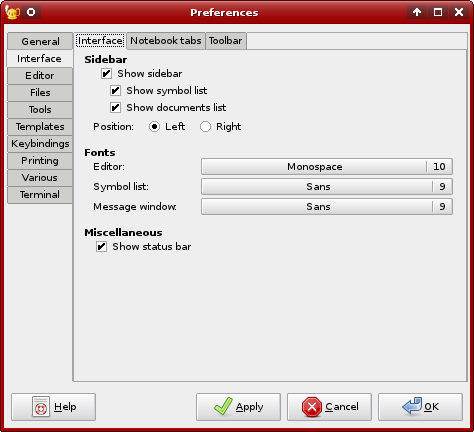 Preferences
General
Interface
Editor
Files
Tools
Templates
Keybindings
Printing
Various
Terminal
Interface Notebook tabs Toolbar
Sidebar
Show sidebar
Show symbol list
Show documents list
Position: Left Right
Fonts
Editor: Monospace 10
Symbol list: Sans 9
Message window: Sans 9
Miscellaneous
Show status bar
Help Apply Cancel OK